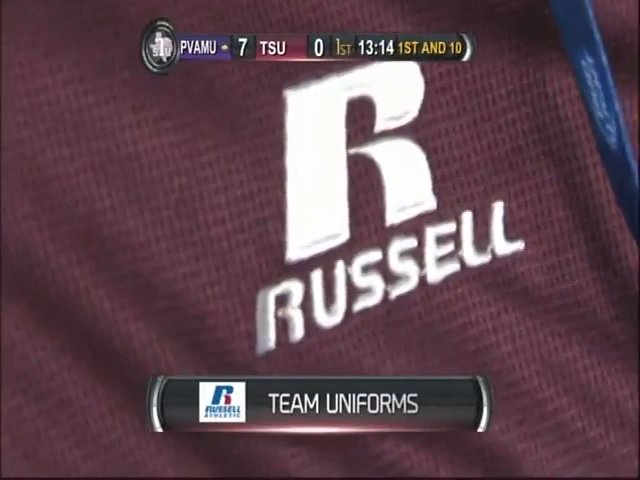 PVAMU 7 TSU 0 1ST 13:14 1ST AND 10
R
RUSSELL
R
RUSSELL
ATHLETIC
TEAM UNIFORMS